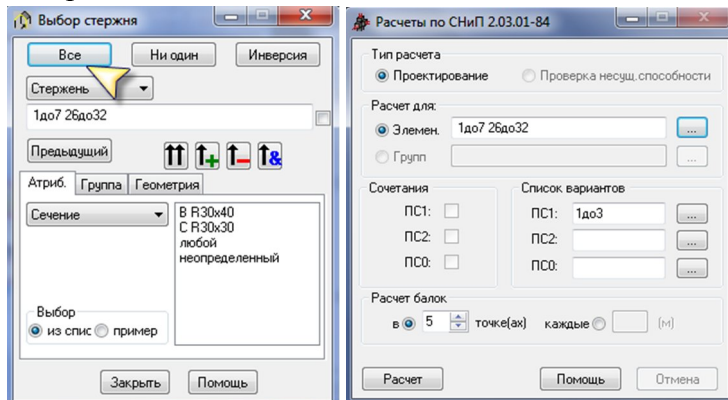 Выбор стержня
Все
Ни один
Инверсия
Стержень
1до7 26до32
Предыдущий
Атриб.
Группа
Геометрия
Сечение
B R30x40
C R30x30
любой
неопределенный
Выбор
из спис
пример
Закрыть
Помощь
Расчеты по СНиП 2.03.01-84
Тип расчета
Проектирование
Проверка несущ.способности
Расчет для:
Элемен.
1до7 26до32
...
Групп
...
Сочетания
ПС1:
ПС2:
ПС0:
Список вариантов
ПС1:
1до3
...
ПС2:
...
ПС0:
...
Расчет балок
в
5
точке(ах)
каждые
(м)
Расчет
Помощь
Отмена